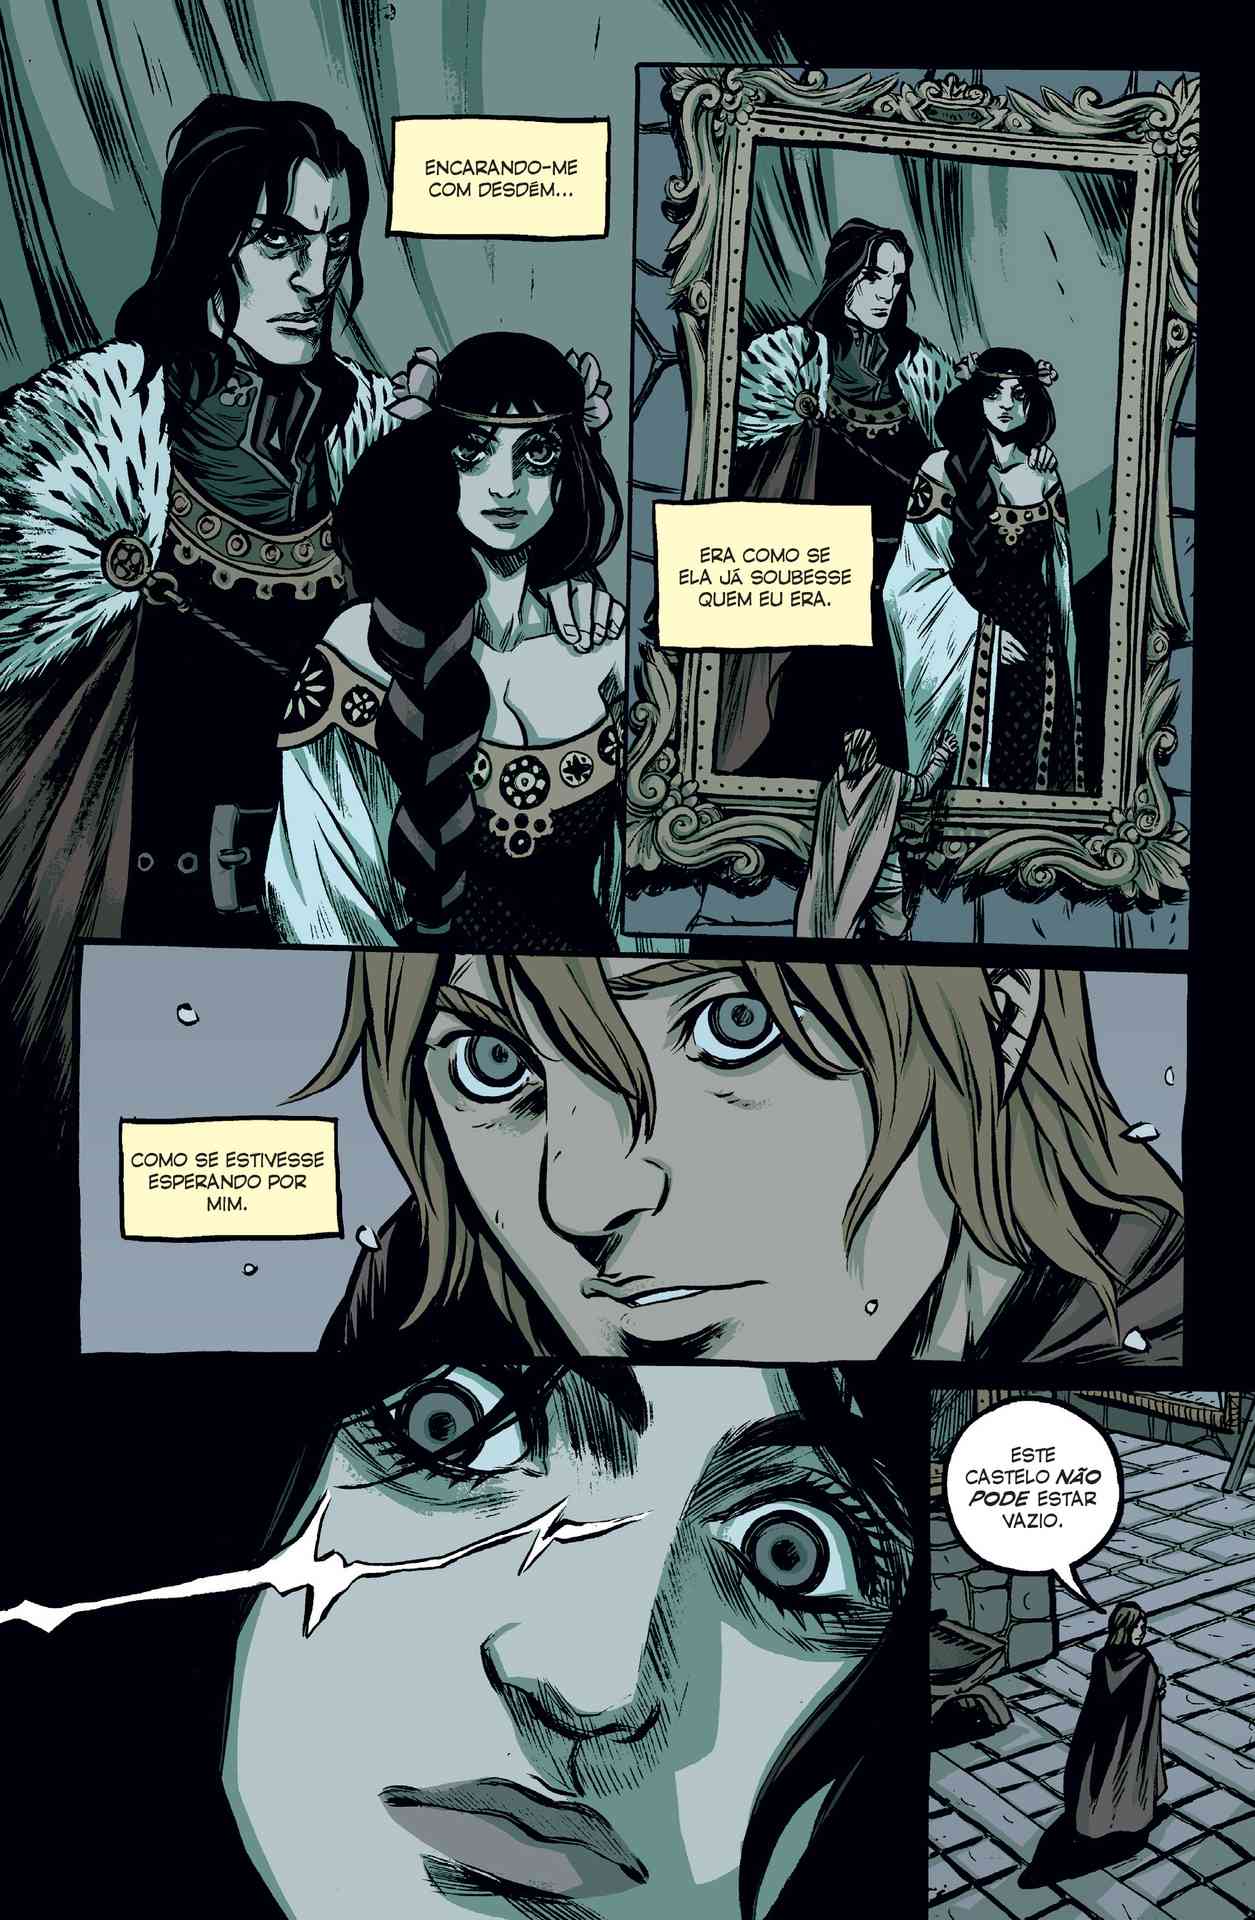 ENCARANDO-ME
COM DESDÉM...
ERA COMO SE
ELA JÁ SOUBESSE
QUEM EU ERA.
COMO SE ESTIVESSE
ESPERANDO POR
MIM.
ESTE
CASTELO NÃO
PODE ESTAR
VAZIO.